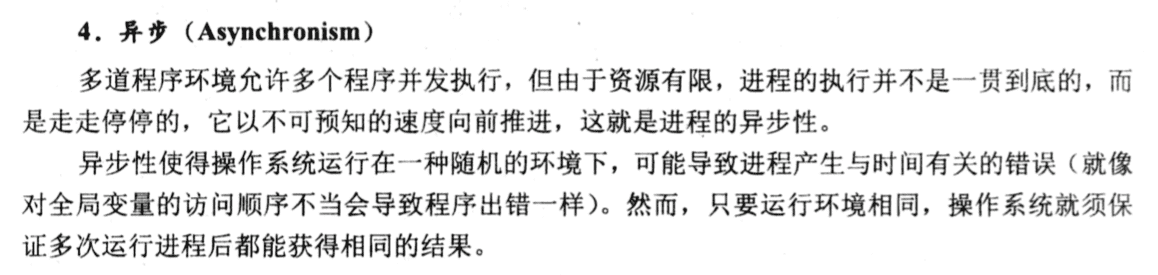 4．异步（Asynchronism）
多道程序环境允许多个程序并发执行，但由于资源有限，进程的执行并不是一贯到底的，而
是走走停停的，它以不可预知的速度向前推进，这就是进程的异步性。
异步性使得操作系统运行在一种随机的环境下，可能导致进程产生与时间有关的错误（就像
对全局变量的访问顺序不当会导致程序出错一样）。然而，只要运行环境相同，操作系统就须保
证多次运行进程后都能获得相同的结果。